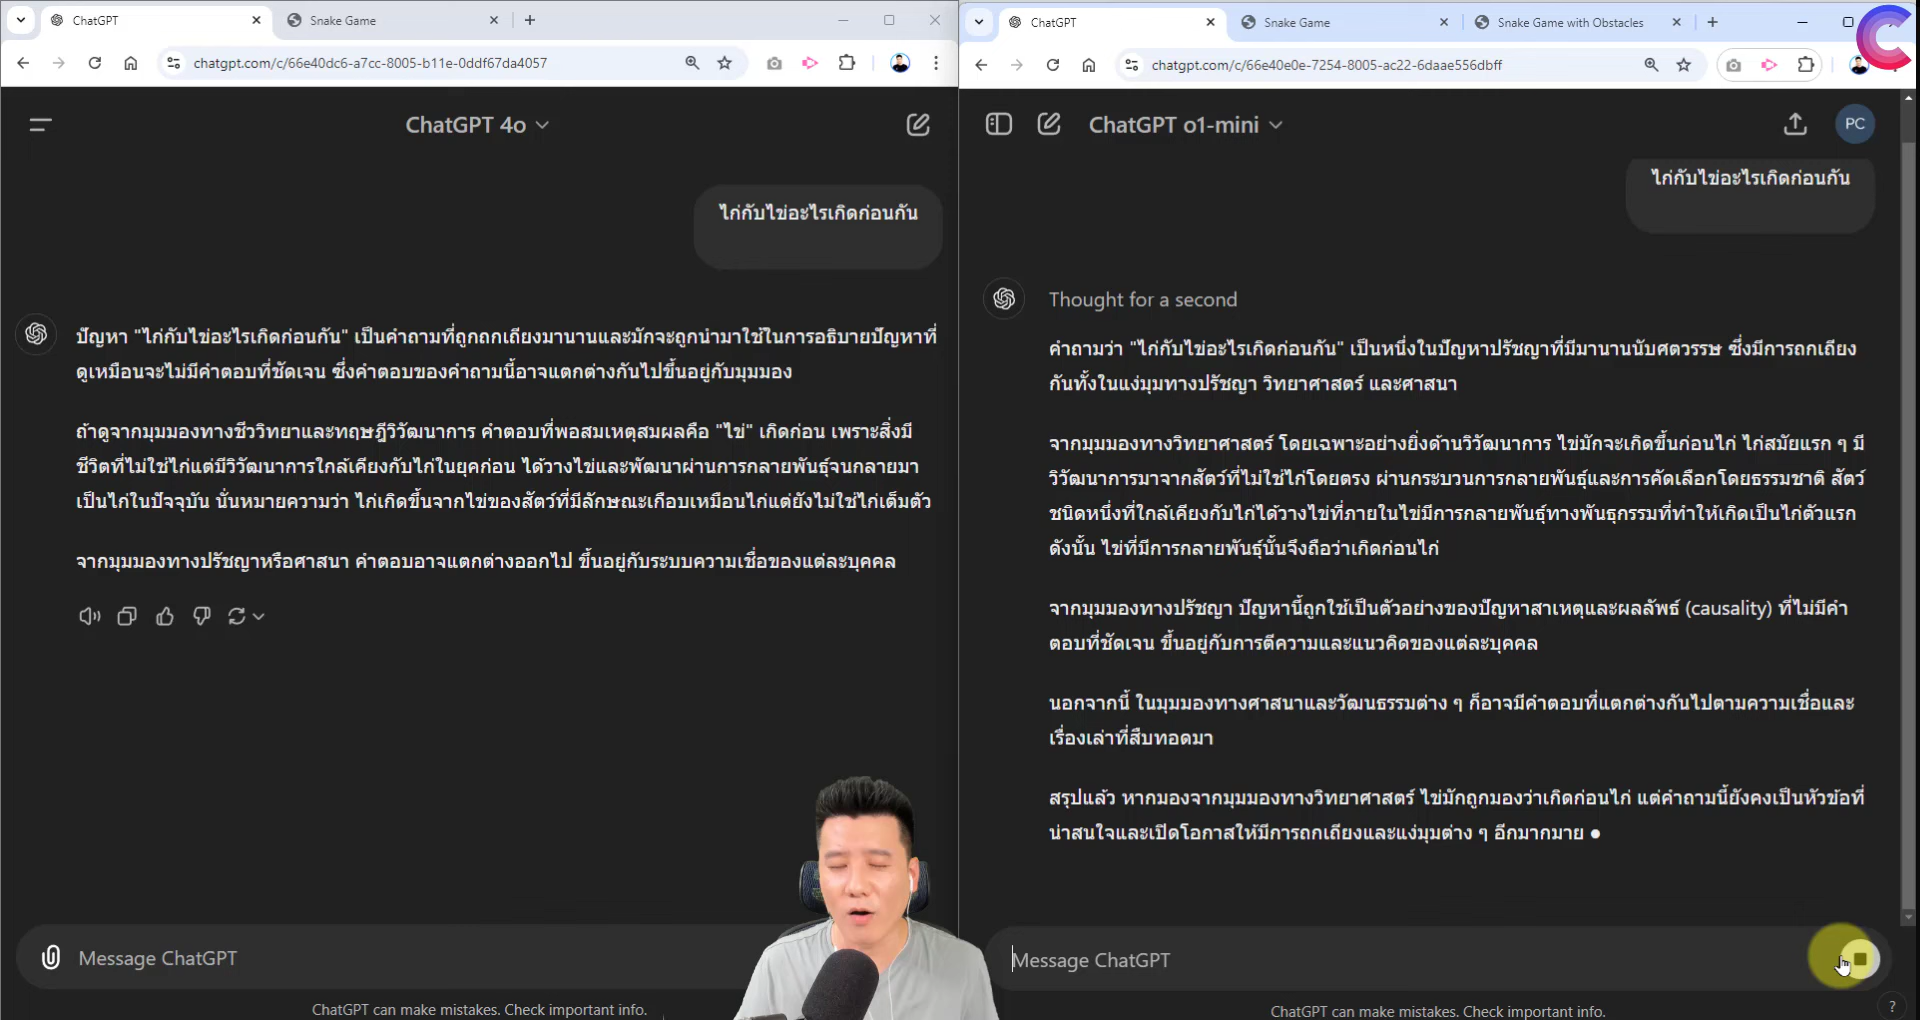 ChatGPT
Snake Game
chatgpt.com/c/66e40dc6-a7cc-8005-b11e-0ddf67da4057
ChatGPT 4o
ไก่กับไข่อะไรเกิดก่อนกัน
ปัญหา "ไก่กับไข่อะไรเกิดก่อนกัน" เป็นคำถามที่ถูกถกเถียงมานานและมักจะถูกนำมาใช้ในการอธิบายปัญหาที่
ดูเหมือนจะไม่มีคำตอบที่ชัดเจน ซึ่งคำตอบของคำถามนี้อาจแตกต่างกันไปขึ้นอยู่กับมุมมอง
ถ้าดูจากมุมมองทางชีววิทยาและทฤษฎีวิวัฒนาการ คำตอบที่พอสมเหตุสมผลคือ "ไข่" เกิดก่อน เพราะสิ่งมี
ชีวิตที่ไม่ใช่ไก่แต่มีวิวัฒนาการใกล้เคียงกับไก่ในยุคก่อน ได้วางไข่และพัฒนาผ่านการกลายพันธุ์จนกลายมา
เป็นไก่ในปัจจุบัน นั่นหมายความว่า ไก่เกิดขึ้นจากไข่ของสัตว์ที่มีลักษณะเกือบเหมือนไก่แต่ยังไม่ใช่ไก่เต็มตัว
จากมุมมองทางปรัชญาหรือศาสนา คำตอบอาจแตกต่างออกไป ขึ้นอยู่กับระบบความเชื่อของแต่ละบุคคล
Message ChatGPT
ChatGPT can make mistakes. Check important info.
ChatGPT
Snake Game
Snake Game with Obstacles
chatgpt.com/c/66e40e0e-7254-8005-ac22-6daae556dbff
ChatGPT o1-mini
PC
ไก่กับไข่อะไรเกิดก่อนกัน
Thought for a second
คำถามว่า "ไก่กับไข่อะไรเกิดก่อนกัน" เป็นหนึ่งในปัญหาปรัชญาที่มีมานานนับศตวรรษ ซึ่งมีการถกเถียง
กันทั้งในแง่มุมทางปรัชญา วิทยาศาสตร์ และศาสนา
จากมุมมองทางวิทยาศาสตร์ โดยเฉพาะอย่างยิ่งด้านวิวัฒนาการ ไข่มักจะเกิดขึ้นก่อนไก่ ไก่สมัยแรก ๆ มี
วิวัฒนาการมาจากสัตว์ที่ไม่ใช่ไก่โดยตรง ผ่านกระบวนการกลายพันธุ์และการคัดเลือกโดยธรรมชาติ สัตว์
ชนิดหนึ่งที่ใกล้เคียงกับไก่ได้วางไข่ที่ภายในไข่มีการกลายพันธุ์ทางพันธุกรรมที่ทำให้เกิดเป็นไก่ตัวแรก
ดังนั้น ไข่ที่มีการกลายพันธุ์นั้นจึงถือว่าเกิดก่อนไก่
จากมุมมองทางปรัชญา ปัญหานี้ถูกใช้เป็นตัวอย่างของปัญหาสาเหตุและผลลัพธ์ (causality) ที่ไม่มีคำ
ตอบที่ชัดเจน ขึ้นอยู่กับการตีความและแนวคิดของแต่ละบุคคล
นอกจากนี้ ในมุมมองทางศาสนาและวัฒนธรรมต่าง ๆ ก็อาจมีคำตอบที่แตกต่างกันไปตามความเชื่อและ
เรื่องเล่าที่สืบทอดมา
สรุปแล้ว หากมองจากมุมมองทางวิทยาศาสตร์ ไข่มักถูกมองว่าเกิดก่อนไก่ แต่คำถามนี้ยังคงเป็นหัวข้อที่
น่าสนใจและเปิดโอกาสให้มีการถกเถียงและแง่มุมต่าง ๆ อีกมากมาย
Message ChatGPT
ChatGPT can make mistakes. Check important info.
?